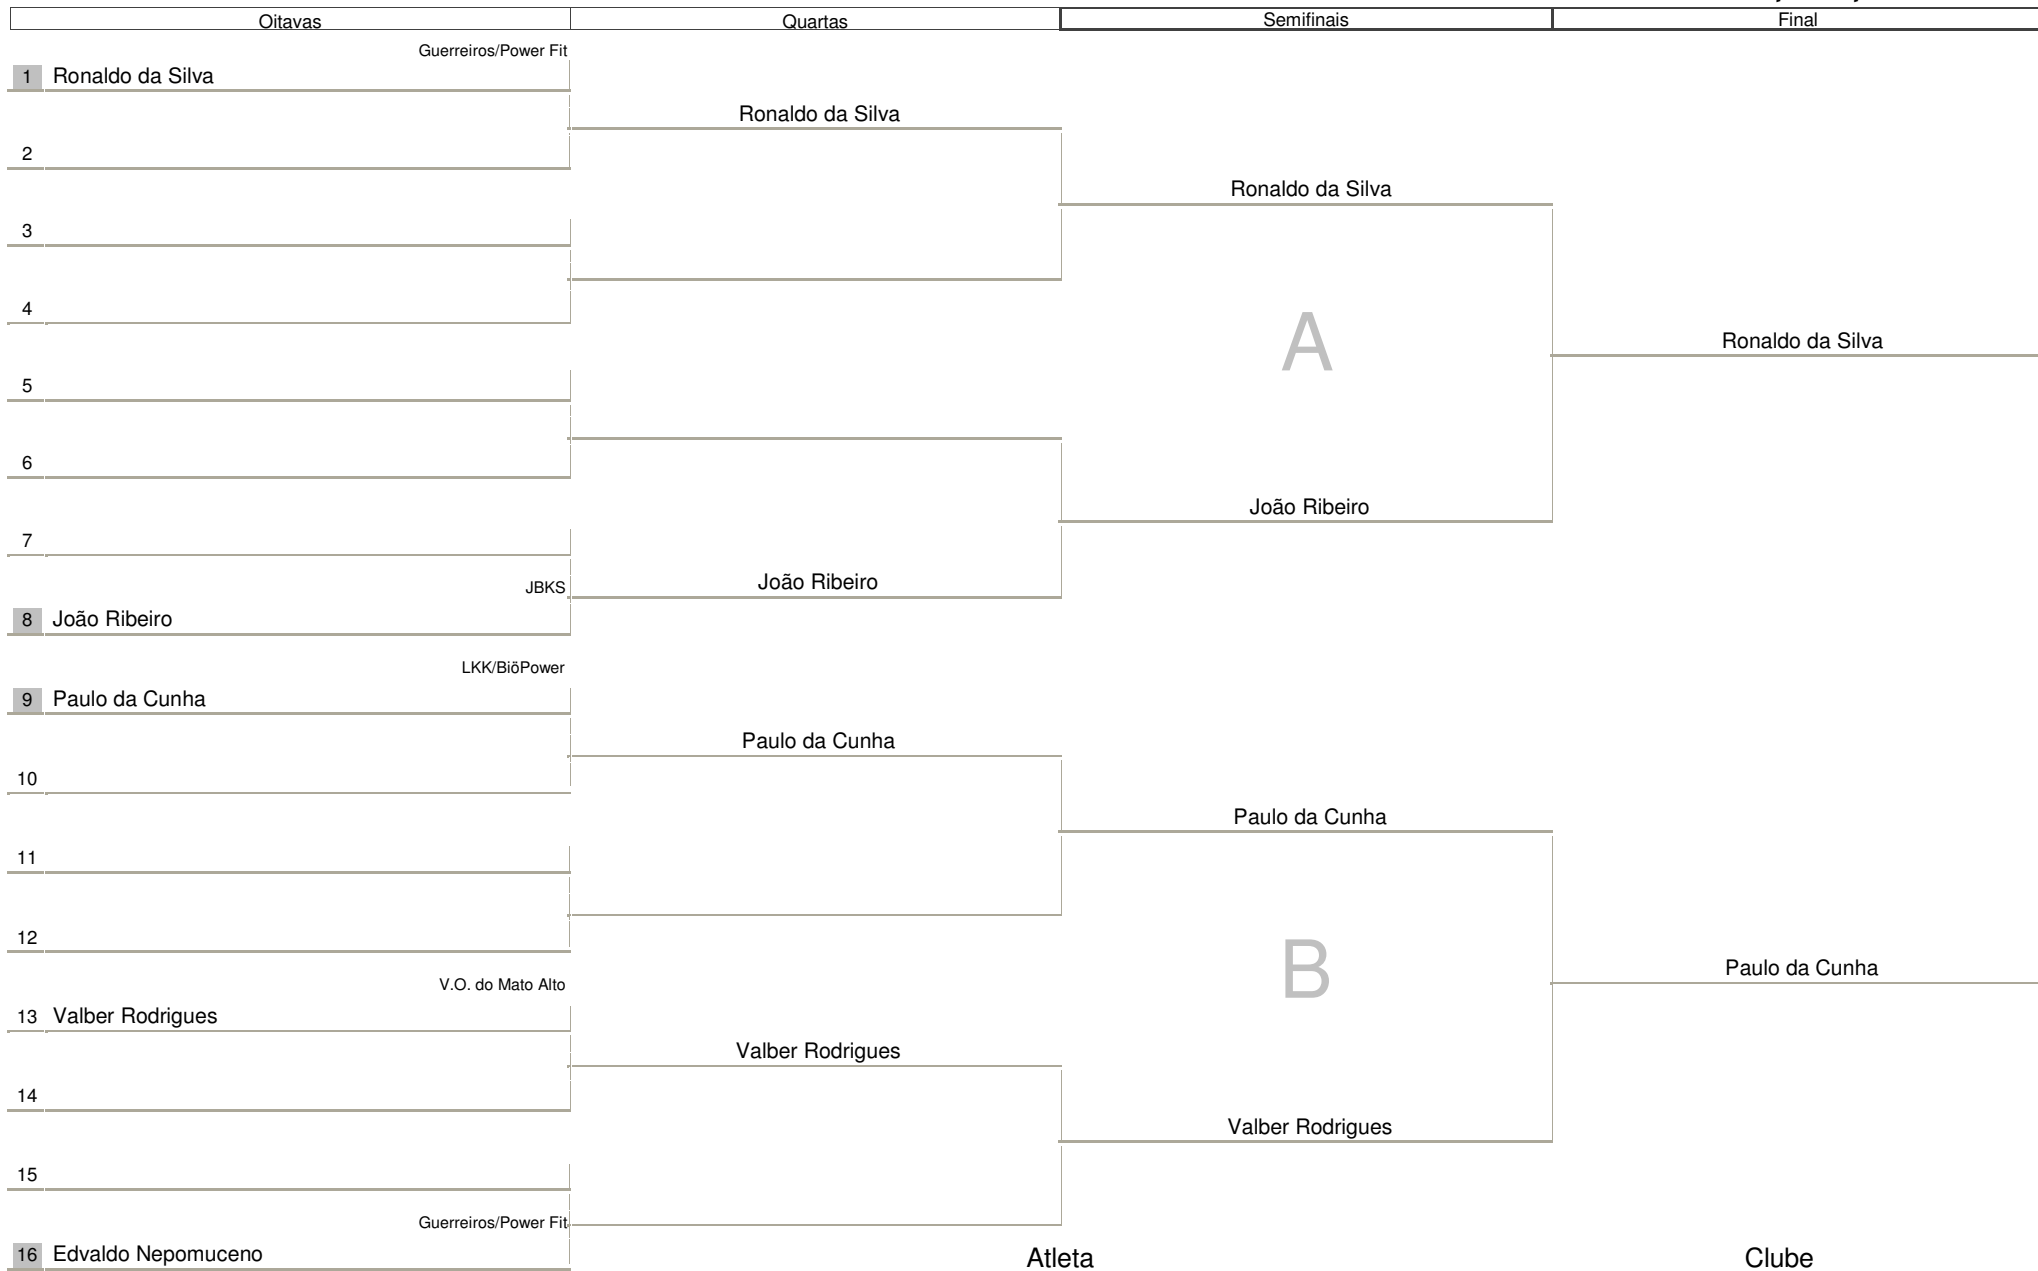 Oitavas Quartas Semifinais Final
Guerreiros/Power Fit
1 Ronaldo da Silva
Ronaldo da Silva
2
Ronaldo da Silva
3
4
Ronaldo da Silva
A
5
6
João Ribeiro
7
João Ribeiro
JBKS
8 João Ribeiro
LKK/BiöPower
9 Paulo da Cunha
Paulo da Cunha
10
Paulo da Cunha
11
12
Paulo da Cunha
B
V.O. do Mato Alto
13 Valber Rodrigues
Valber Rodrigues
14
Valber Rodrigues
15
Guerreiros/Power Fit
16 Edvaldo Nepomuceno
Atleta Clube